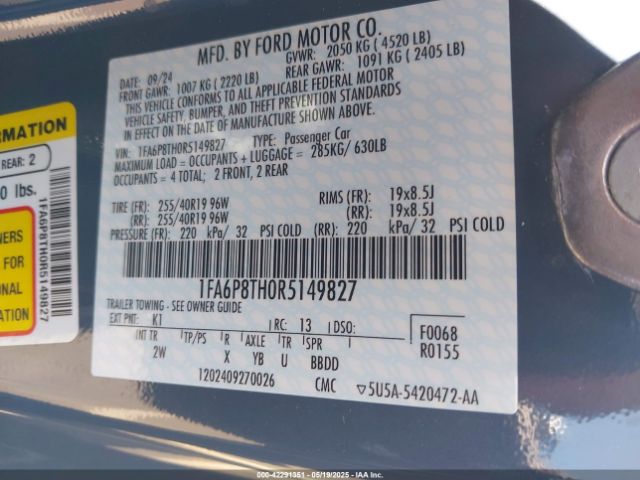 MFD. BY FORD MOTOR CO.
DATE: 09/24
GVWR: 2050 KG ( 4520 LB)
FRONT GAWR: 1007 KG ( 2220 LB)
REAR GAWR: 1091 KG ( 2405 LB)
THIS VEHICLE CONFORMS TO ALL APPLICABLE FEDERAL MOTOR
VEHICLE SAFETY, BUMPER, AND THEFT PREVENTION STANDARDS
IN EFFECT ON THE DATE OF MANUFACTURE SHOWN ABOVE.
VIN: 1FA6P8TH0R5149827 TYPE: Passenger Car
MAXIMUM LOAD = OCCUPANTS + LUGGAGE = 285KG/ 630LB
OCCUPANTS = 4 TOTAL; 2 FRONT, 2 REAR
TIRE (FR): 255/40R19 96W RIMS (FR): 19x8.5J
(RR): 255/40R19 96W (RR): 19x8.5J
PRESSURE (FR): 220 kPa/ 32 PSI COLD (RR): 220 kPa/ 32 PSI COLD
1FA6P8TH0R5149827
TRAILER TOWING - SEE OWNER GUIDE
EXT PNT: KT RC: 13 DSO: F0068
INT TR TP/PS R AXLE TR SPR R0155
2W X YB U BBDD
1202409270026 CMC 5U5A-5420472-AA
ORMATION
REAR: 2
0 lbs.
NERS
FOR
ONAL
N
1FA6P8TH0R5149827
000-42291351 - 05/19/2025 - IAAI.COM